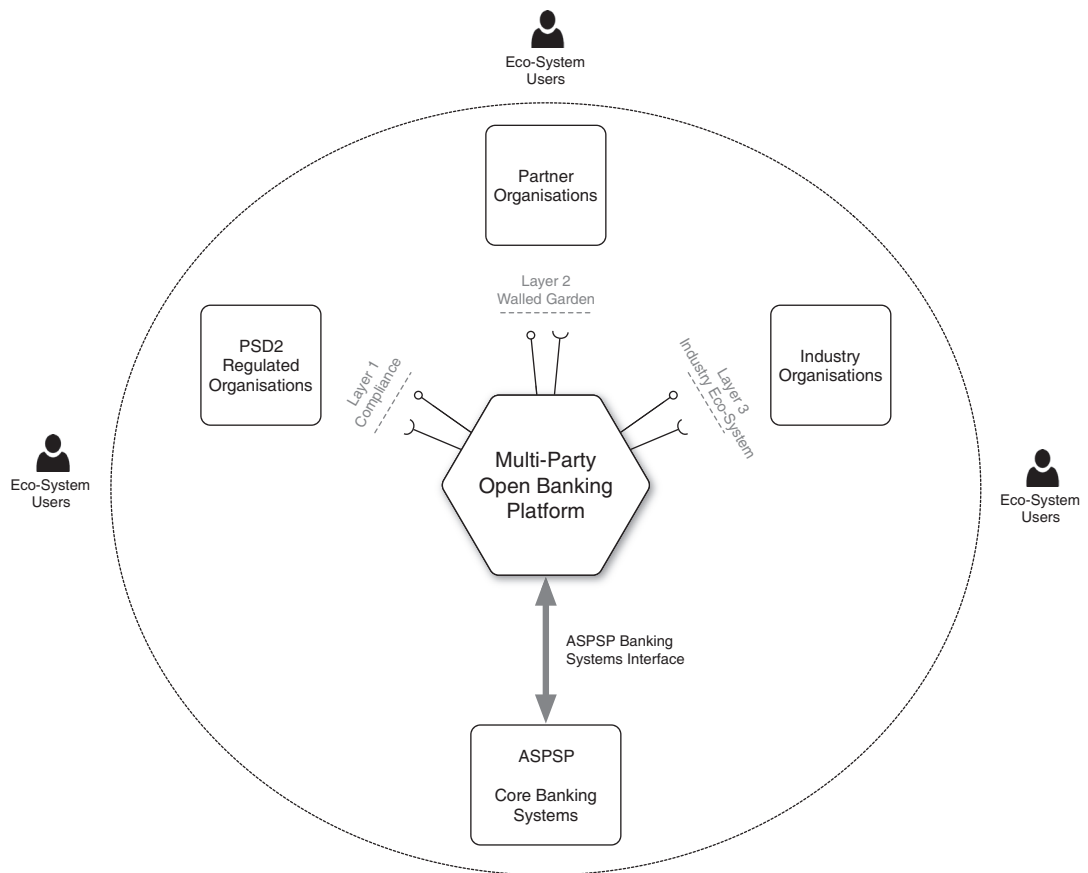 Eco-System
Users
Partner
Organisations
Layer 2
Walled Garden
PSD2
Regulated
Organisations
Layer 1
Compliance
Layer 3
Industry Eco-System
Industry
Organisations
Multi-Party
Open Banking
Platform
Eco-System
Users
Eco-System
Users
ASPSP Banking
Systems Interface
ASPSP
Core Banking
Systems